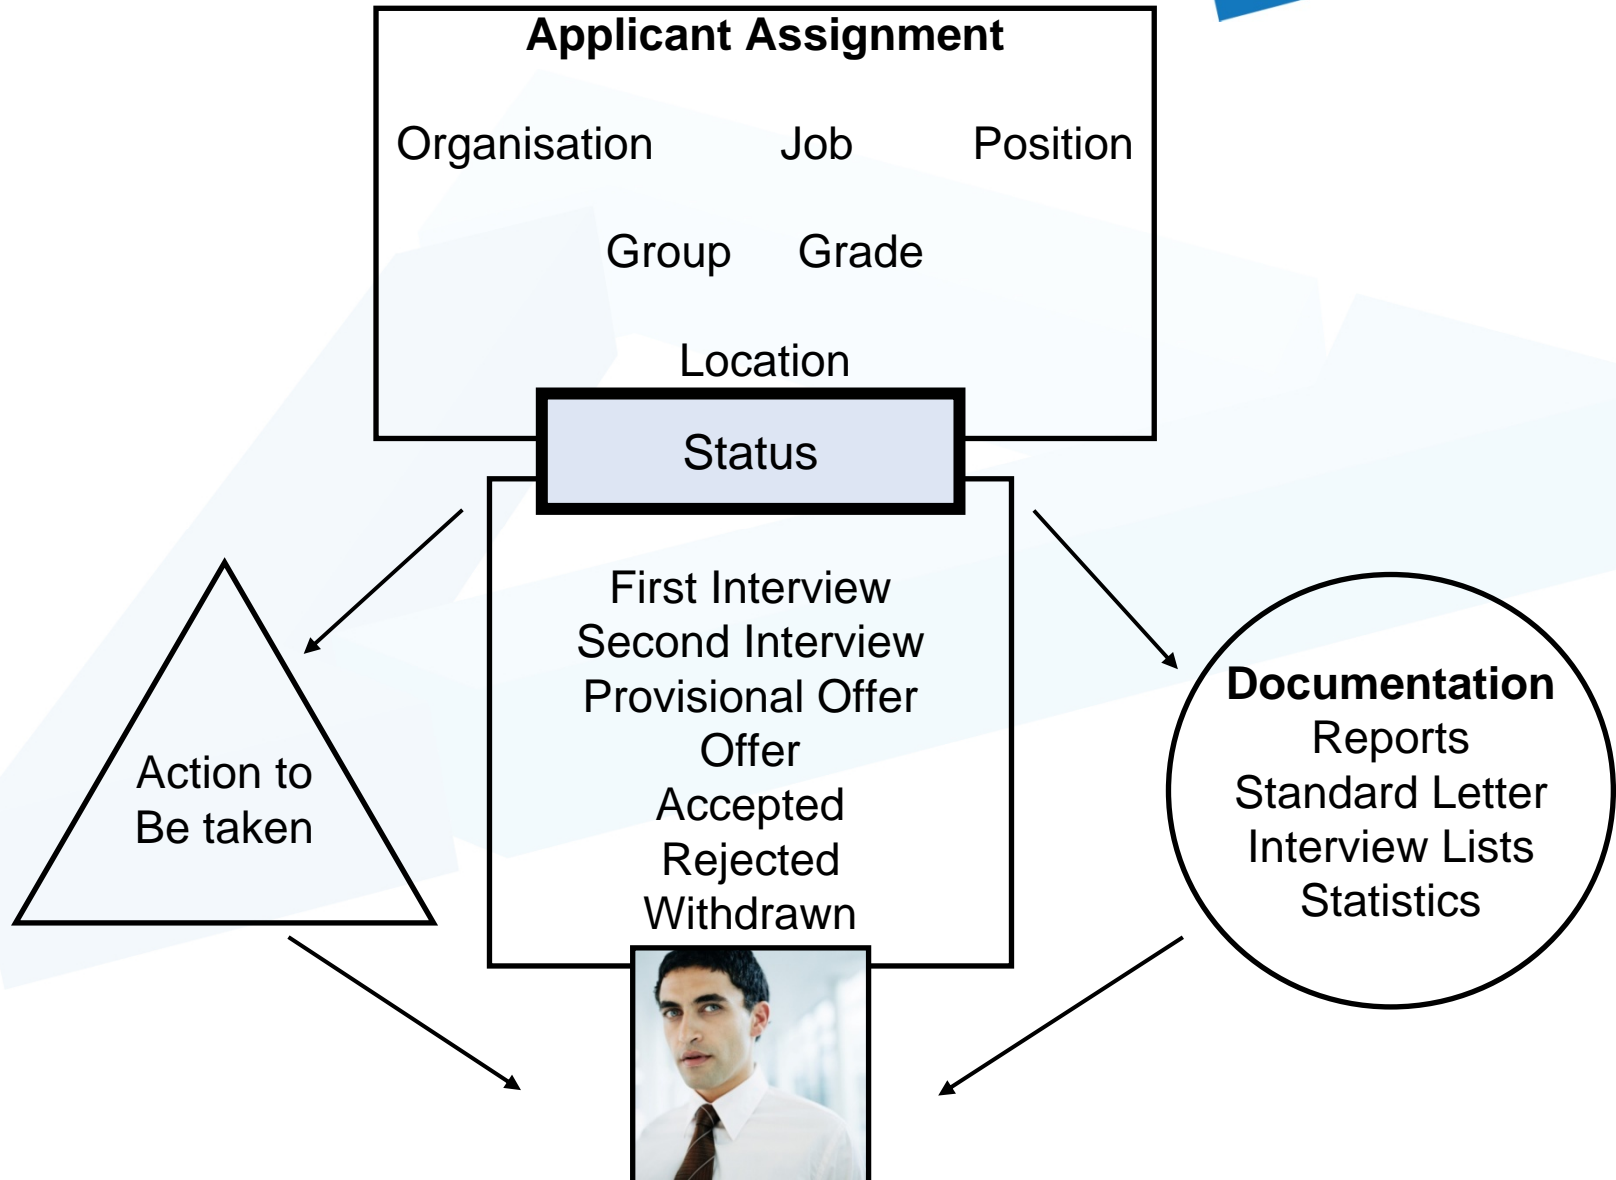 Applicant Assignment
Organisation Job Position
Group Grade
Location
Status
First Interview
Second Interview
Provisional Offer
Offer
Accepted
Rejected
Withdrawn
Action to
Be taken
Documentation
Reports
Standard Letter
Interview Lists
Statistics